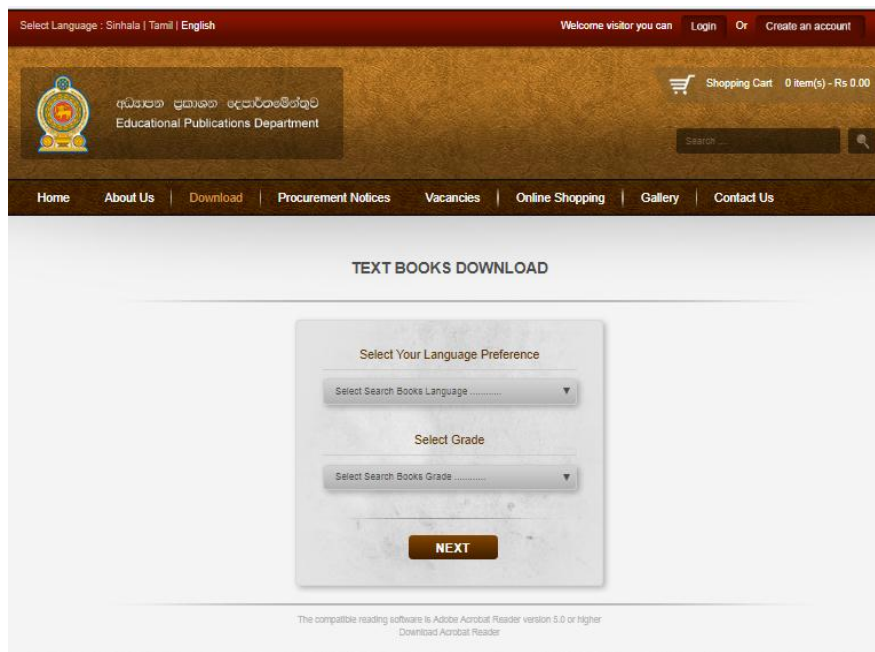 Select Language : Sinhala | Tamil | English
Welcome visitor you can Login Or Create an account
Shopping Cart 0 item(s) - Rs 0.00
අධ්‍යාපන ප්‍රකාශන දෙපාර්තමේන්තුව
Educational Publications Department
Search ...
Home About Us Download Procurement Notices Vacancies Online Shopping Gallery Contact Us
TEXT BOOKS DOWNLOAD
Select Your Language Preference
Select Search Books Language ............
Select Grade
Select Search Books Grade ............
NEXT
The compatible reading software is Adobe Acrobat Reader version 5.0 or higher
Download Acrobat Reader